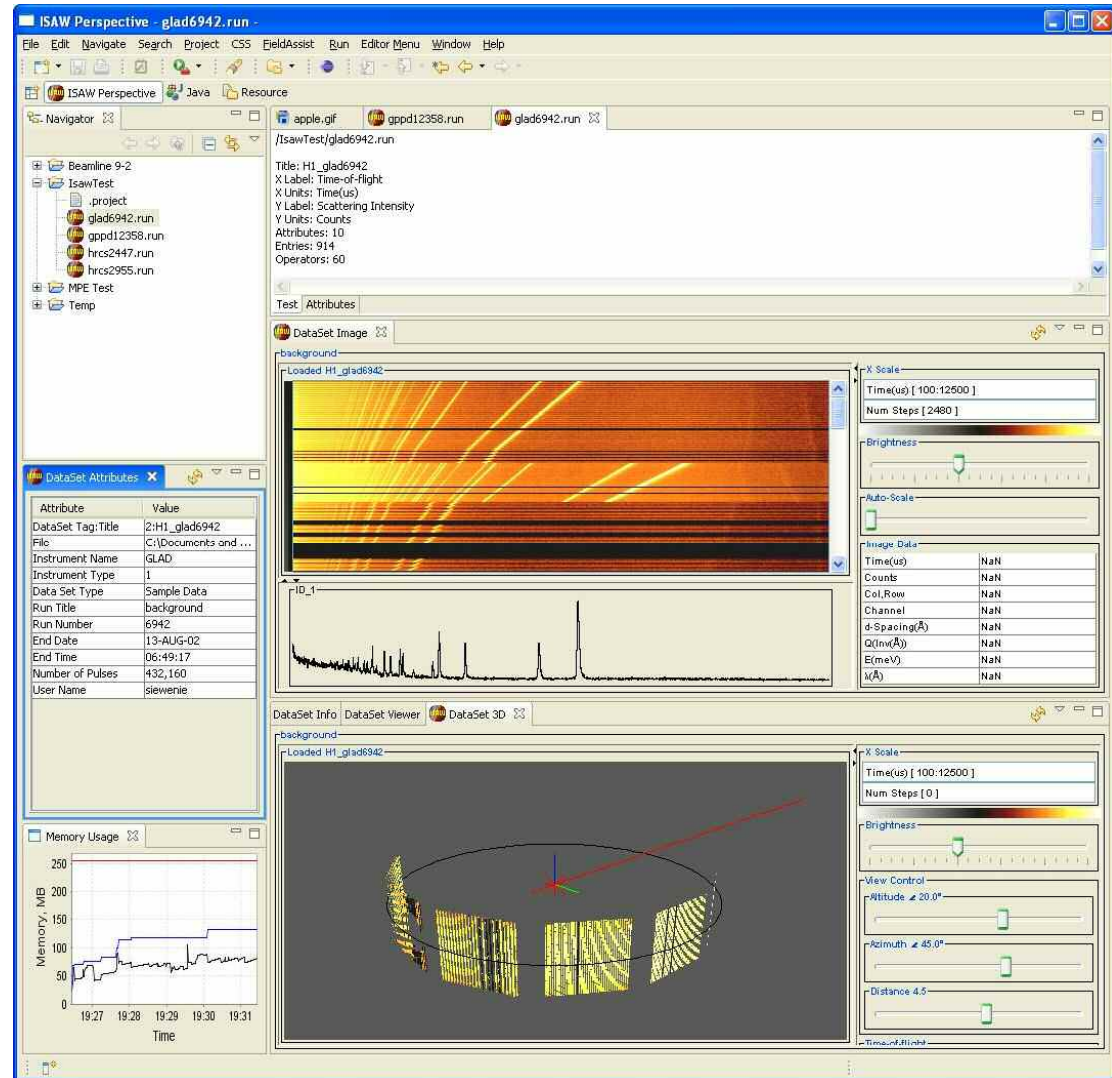 ISAW Perspective - glad6942.run -
File Edit Navigate Search Project CSS FieldAssist Run Editor Menu Window Help
ISAW Perspective Java Resource
Navigator
Beamline 9-2
IsawTest
.project
glad6942.run
gppd12358.run
hrcs2447.run
hrcs2955.run
MPE Test
Temp
apple.gif gppd12358.run glad6942.run
/IsawTest/glad6942.run
Title: H1_glad6942
X Label: Time-of-flight
X Units: Time(us)
Y Label: Scattering Intensity
Y Units: Counts
Attributes: 10
Entries: 914
Operators: 60
Test Attributes
DataSet Image
background
Loaded H1_glad6942
X Scale
Time(us) [ 100:12500 ]
Num Steps [ 2480 ]
Brightness
Auto-Scale
Image Data
Time(us) NaN
Counts NaN
Col,Row NaN
Channel NaN
d-Spacing(Å) NaN
Q(Inv(Å)) NaN
E(meV) NaN
λ(Å) NaN
ID_1
DataSet Attributes
Attribute Value
DataSet Tag:Title 2:H1_glad6942
File C:\Documents and ...
Instrument Name GLAD
Instrument Type 1
Data Set Type Sample Data
Run Title background
Run Number 6942
End Date 13-AUG-02
End Time 06:49:17
Number of Pulses 432,160
User Name siewenie
DataSet Info DataSet Viewer DataSet 3D
background
Loaded H1_glad6942
X Scale
Time(us) [ 100:12500 ]
Num Steps [ 0 ]
Brightness
View Control
Altitude ∠ 20.0°
Azimuth ∠ 45.0°
Distance 4.5
Time-of-flight
Memory Usage
Memory, MB
250
200
150
100
50
0
19:27 19:28 19:29 19:30 19:31
Time